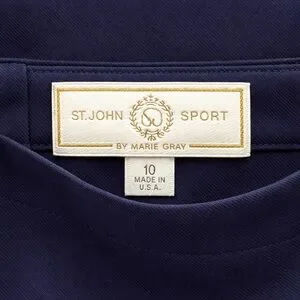 ST. JOHN SPORT
BY MARIE GRAY
10
MADE IN
U.S.A.